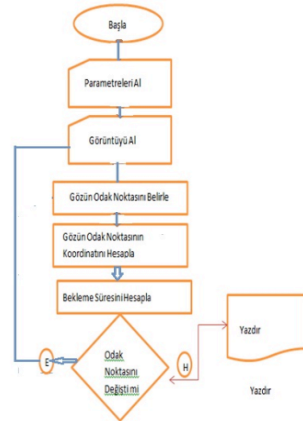 Başla
Parametreleri Al
Görüntüyü Al
Gözün Odak Noktasını Belirle
Gözün Odak Noktasının
Koordinatını Hesapla
Bekleme Süresini Hesapla
Odak
Noktasını
Değişti mi
E
H
Yazdır
Yazdır